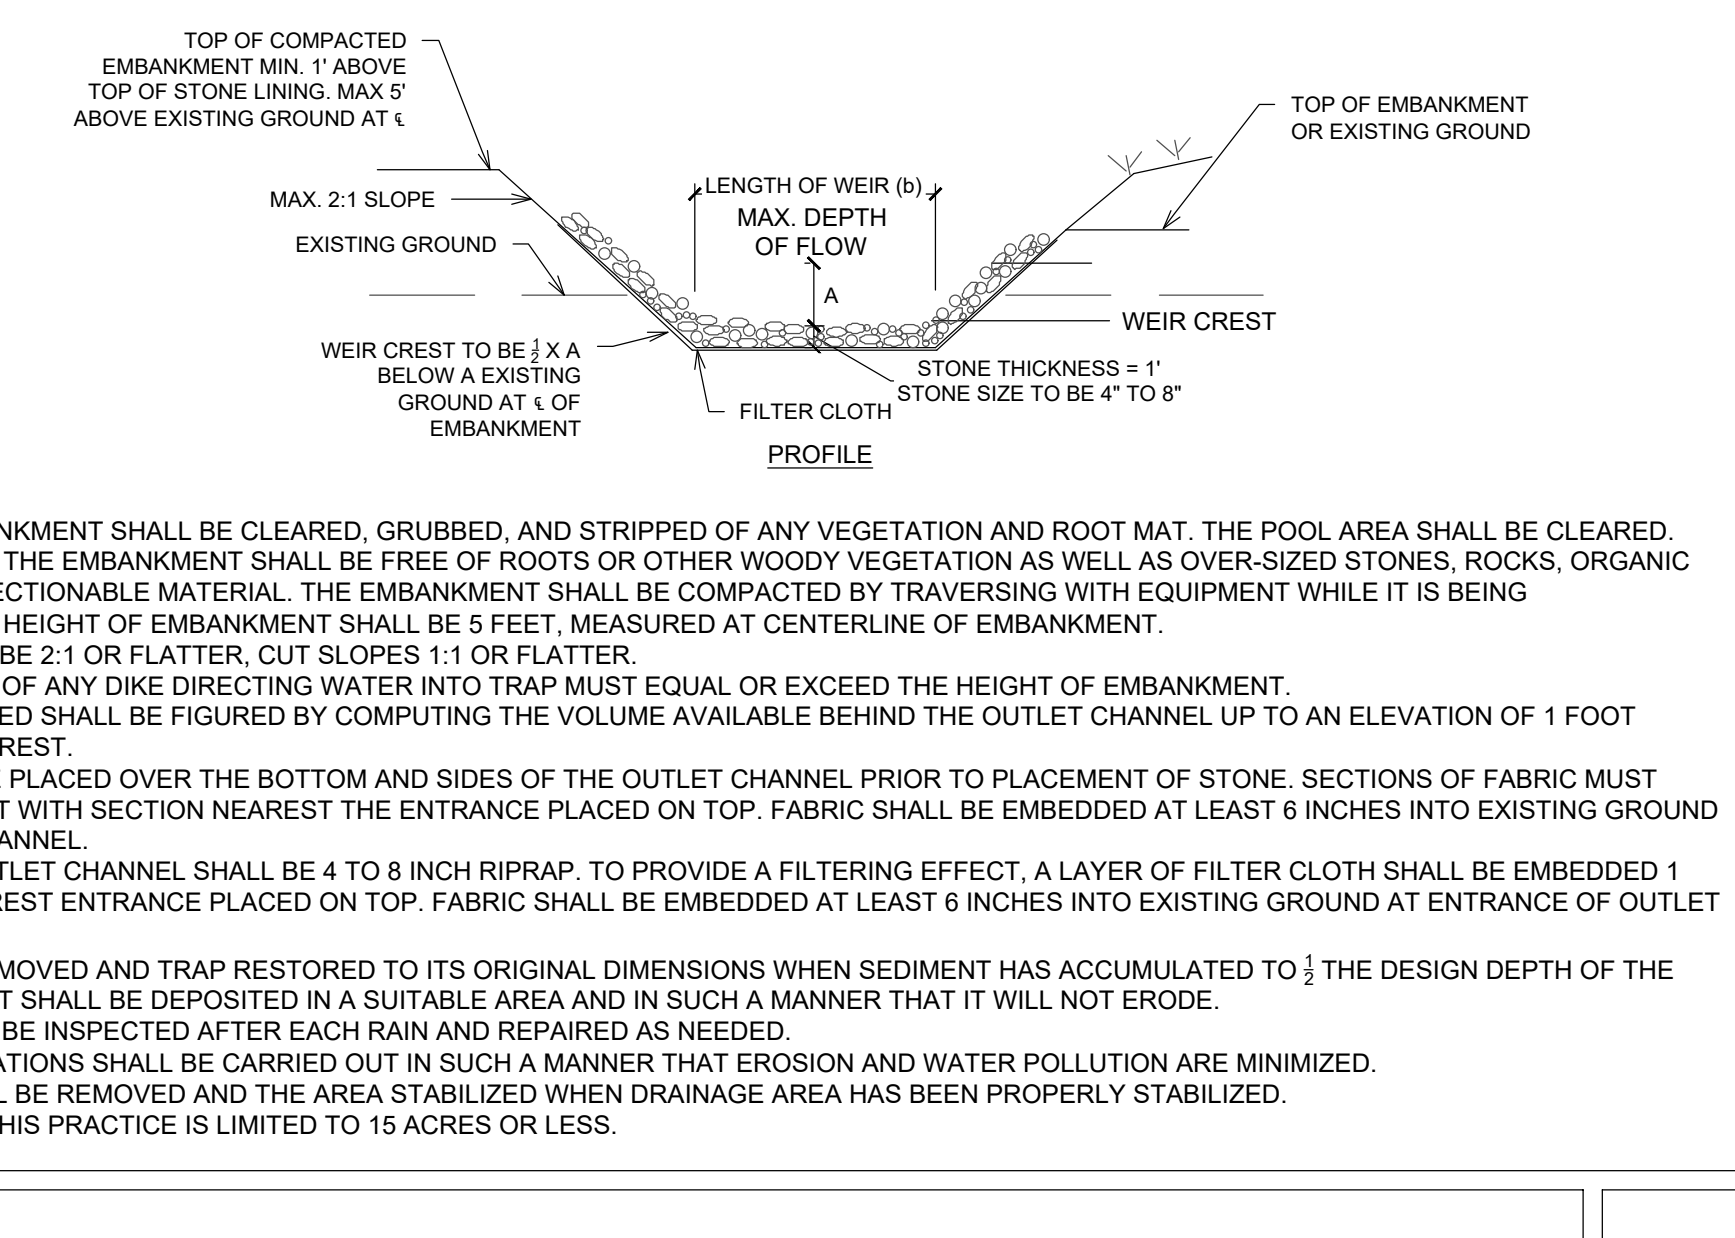 TOP OF COMPACTED
EMBANKMENT MIN. 1' ABOVE
TOP OF STONE LINING. MAX 5'
ABOVE EXISTING GROUND AT ℄
TOP OF EMBANKMENT
OR EXISTING GROUND
MAX. 2:1 SLOPE
LENGTH OF WEIR (b)
MAX. DEPTH
OF FLOW
EXISTING GROUND
A
WEIR CREST
WEIR CREST TO BE 1/2 X A
BELOW A EXISTING
GROUND AT ℄ OF
EMBANKMENT
STONE THICKNESS = 1'
STONE SIZE TO BE 4" TO 8"
FILTER CLOTH
PROFILE
NKMENT SHALL BE CLEARED, GRUBBED, AND STRIPPED OF ANY VEGETATION AND ROOT MAT. THE POOL AREA SHALL BE CLEARED.
THE EMBANKMENT SHALL BE FREE OF ROOTS OR OTHER WOODY VEGETATION AS WELL AS OVER-SIZED STONES, ROCKS, ORGANIC
ECTIONABLE MATERIAL. THE EMBANKMENT SHALL BE COMPACTED BY TRAVERSING WITH EQUIPMENT WHILE IT IS BEING
HEIGHT OF EMBANKMENT SHALL BE 5 FEET, MEASURED AT CENTERLINE OF EMBANKMENT.
BE 2:1 OR FLATTER, CUT SLOPES 1:1 OR FLATTER.
OF ANY DIKE DIRECTING WATER INTO TRAP MUST EQUAL OR EXCEED THE HEIGHT OF EMBANKMENT.
ED SHALL BE FIGURED BY COMPUTING THE VOLUME AVAILABLE BEHIND THE OUTLET CHANNEL UP TO AN ELEVATION OF 1 FOOT
REST.
E PLACED OVER THE BOTTOM AND SIDES OF THE OUTLET CHANNEL PRIOR TO PLACEMENT OF STONE. SECTIONS OF FABRIC MUST
T WITH SECTION NEAREST THE ENTRANCE PLACED ON TOP. FABRIC SHALL BE EMBEDDED AT LEAST 6 INCHES INTO EXISTING GROUND
ANNEL.
TLET CHANNEL SHALL BE 4 TO 8 INCH RIPRAP. TO PROVIDE A FILTERING EFFECT, A LAYER OF FILTER CLOTH SHALL BE EMBEDDED 1
REST ENTRANCE PLACED ON TOP. FABRIC SHALL BE EMBEDDED AT LEAST 6 INCHES INTO EXISTING GROUND AT ENTRANCE OF OUTLET
MOVED AND TRAP RESTORED TO ITS ORIGINAL DIMENSIONS WHEN SEDIMENT HAS ACCUMULATED TO 1/2 THE DESIGN DEPTH OF THE
T SHALL BE DEPOSITED IN A SUITABLE AREA AND IN SUCH A MANNER THAT IT WILL NOT ERODE.
BE INSPECTED AFTER EACH RAIN AND REPAIRED AS NEEDED.
ATIONS SHALL BE CARRIED OUT IN SUCH A MANNER THAT EROSION AND WATER POLLUTION ARE MINIMIZED.
L BE REMOVED AND THE AREA STABILIZED WHEN DRAINAGE AREA HAS BEEN PROPERLY STABILIZED.
HIS PRACTICE IS LIMITED TO 15 ACRES OR LESS.